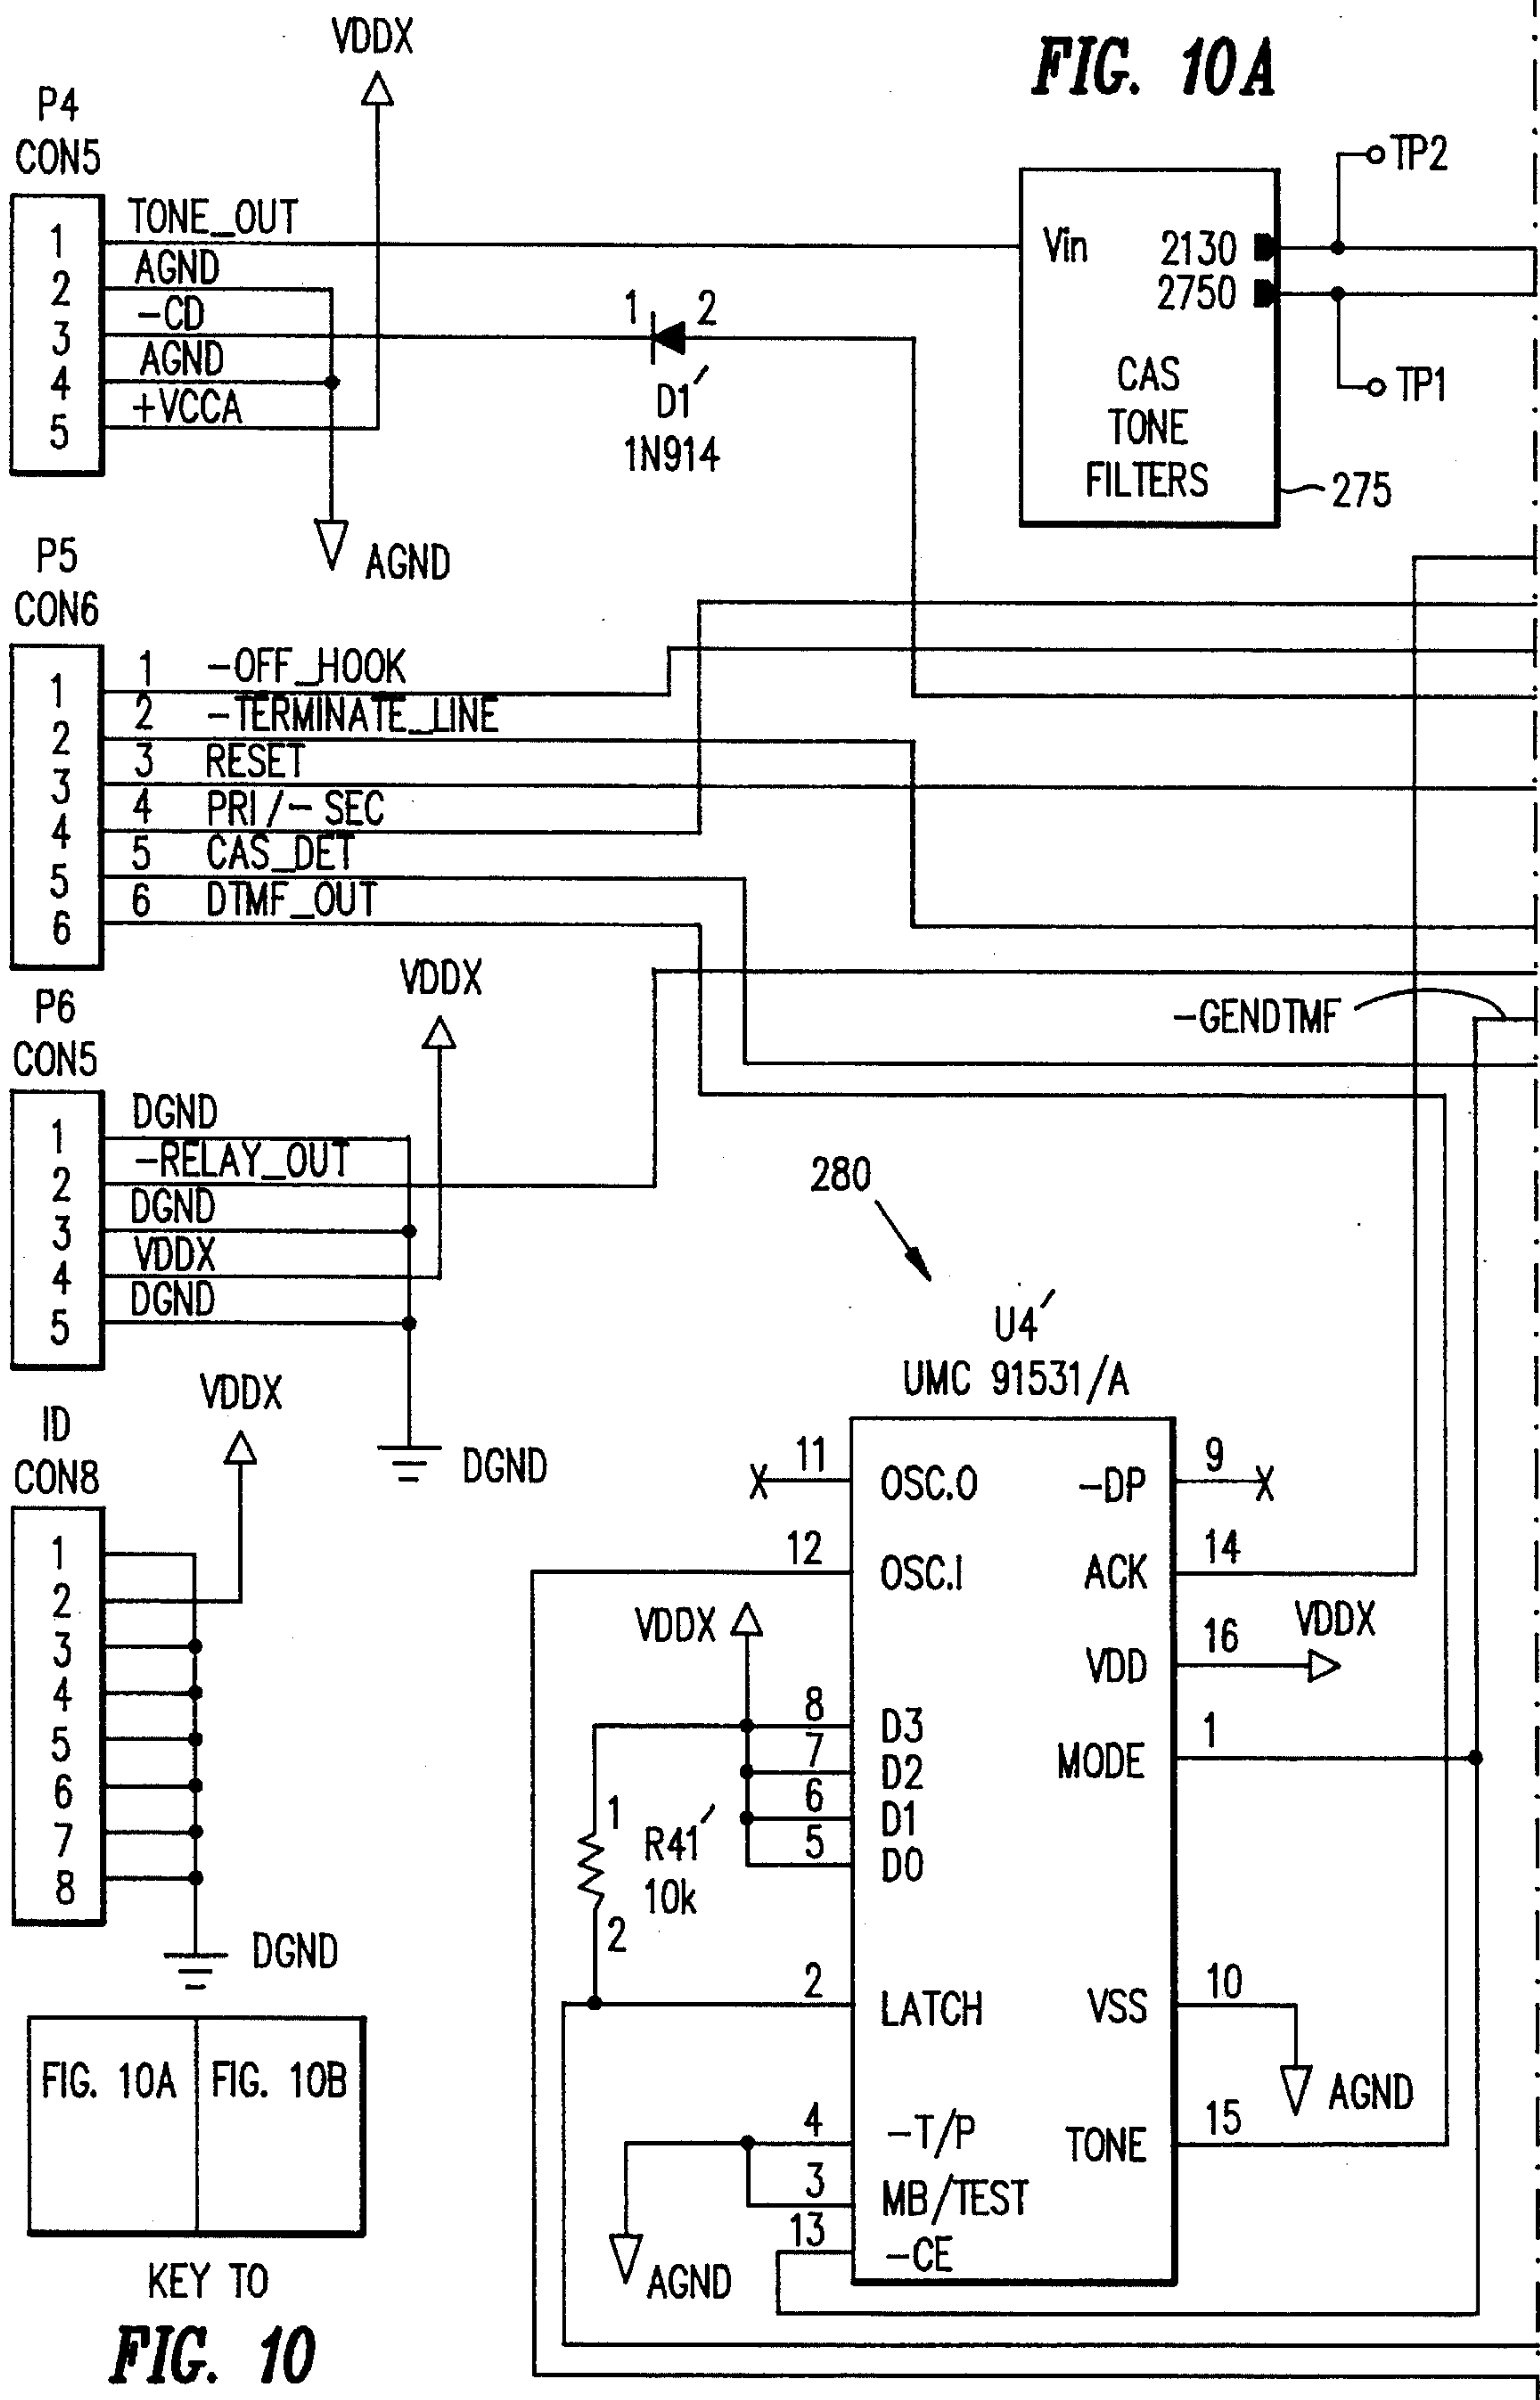 FIG. 10A
VDDX
P4
CON5
1 TONE_OUT
2 AGND
3 -CD
4 AGND
5 +VCCA
AGND
1 2
D1'
1N914
Vin 2130
2750
CAS
TONE
FILTERS
TP2
TP1
275
P5
CON6
1 1 -OFF_HOOK
2 2 -TERMINATE_LINE
3 3 RESET
4 4 PRI/-SEC
5 5 CAS_DET
6 6 DTMF_OUT
-GENDTMF
P6
CON5
VDDX
1 DGND
2 -RELAY_OUT
3 DGND
4 VDDX
5 DGND
DGND
ID
CON8
VDDX
1
2
3
4
5
6
7
8
DGND
280
U4'
UMC 91531/A
X 11 OSC.O
12 OSC.I
VDDX
8 D3
7 D2
6 D1
5 D0
1
R41'
10k
2
2 LATCH
4 -T/P
3 MB/TEST
13 -CE
AGND
-DP 9 X
ACK 14
VDD 16 VDDX
MODE 1
VSS 10
AGND
TONE 15
FIG. 10A FIG. 10B
KEY TO
FIG. 10